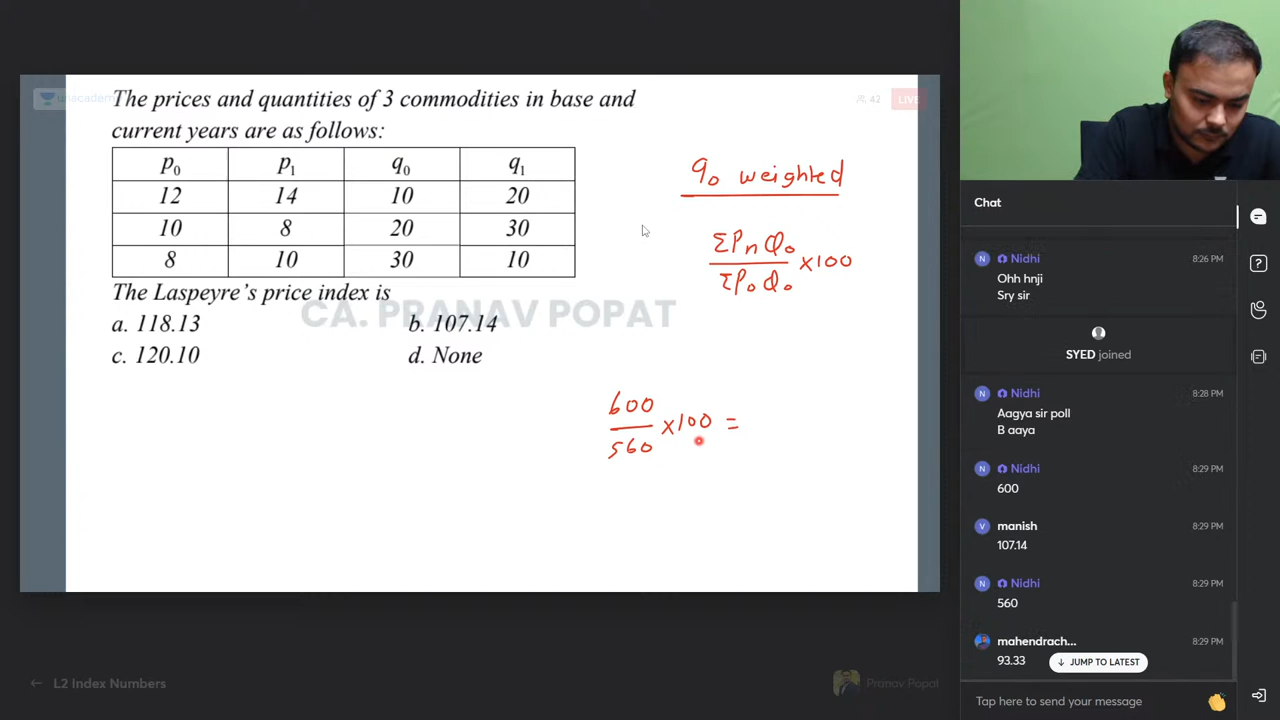 unacademy
The prices and quantities of 3 commodities in base and
current years are as follows:
p0 p1 q0 q1
12 14 10 20
10 8 20 30
8 10 30 10
The Laspeyre's price index is
a. 118.13 b. 107.14
c. 120.10 d. None
CA. PRANAV POPAT
42 LIVE
q0 weighted
ΣPnQ0
ΣP0Q0
×100
600
560
×100 =
L2 Index Numbers
Pranav Popat
Chat
Nidhi 8:26 PM
Ohh hnji
Sry sir
SYED joined
N Nidhi 8:28 PM
Aagya sir poll
B aaya
N Nidhi 8:29 PM
600
V manish 8:29 PM
107.14
N Nidhi 8:29 PM
560
mahendrach... 8:29 PM
93.33
JUMP TO LATEST
Tap here to send your message